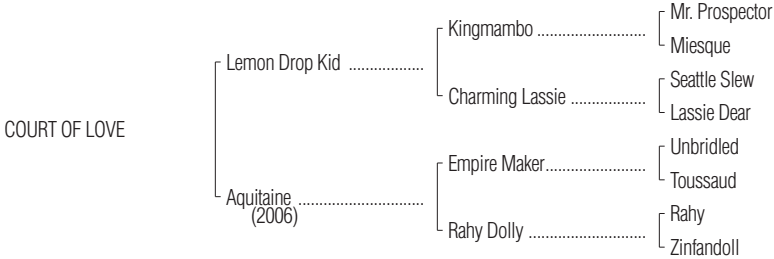 Mr. Prospector
Kingmambo ..........................
Miesque
Lemon Drop Kid ..................
Seattle Slew
Charming Lassie ..................
Lassie Dear
COURT OF LOVE
Unbridled
Empire Maker........................
Toussaud
Aquitaine ..............................
(2006)
Rahy
Rahy Dolly ............................
Zinfandoll